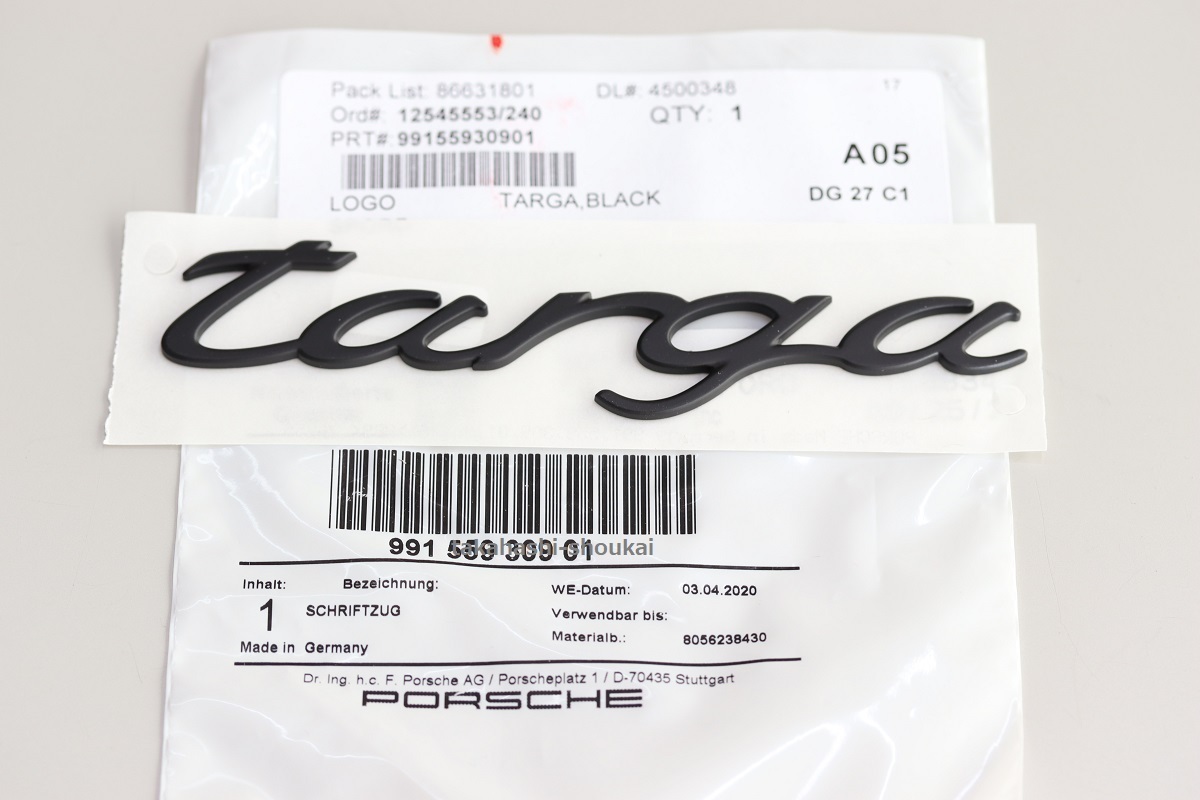 Pack List: 86631801 DL#: 4500348 17
Ord#: 12545553/240 QTY: 1
PRT#: 99155930901
A05
LOGO TARGA,BLACK DG 27 C1
targa
991 559 309 01
takahashi-shoukai
Inhalt: Bezeichnung: WE-Datum: 03.04.2020
1 SCHRIFTZUG Verwendbar bis:
Materialb.: 8056238430
Made in Germany
Dr. Ing. h.c. F. Porsche AG / Porscheplatz 1 / D-70435 Stuttgart
PORSCHE